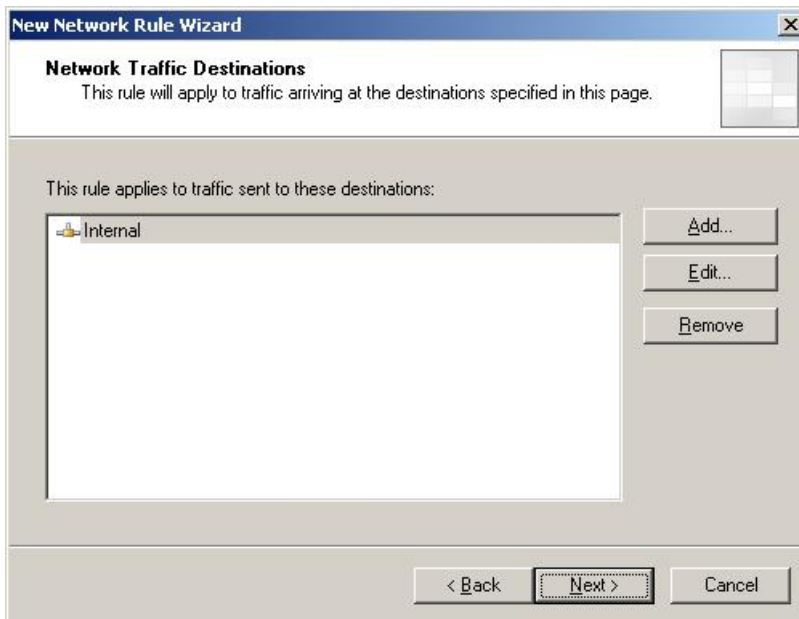 New Network Rule Wizard
Network Traffic Destinations
This rule will apply to traffic arriving at the destinations specified in this page.
This rule applies to traffic sent to these destinations:
Internal
Add...
Edit...
Remove
< Back
Next >
Cancel